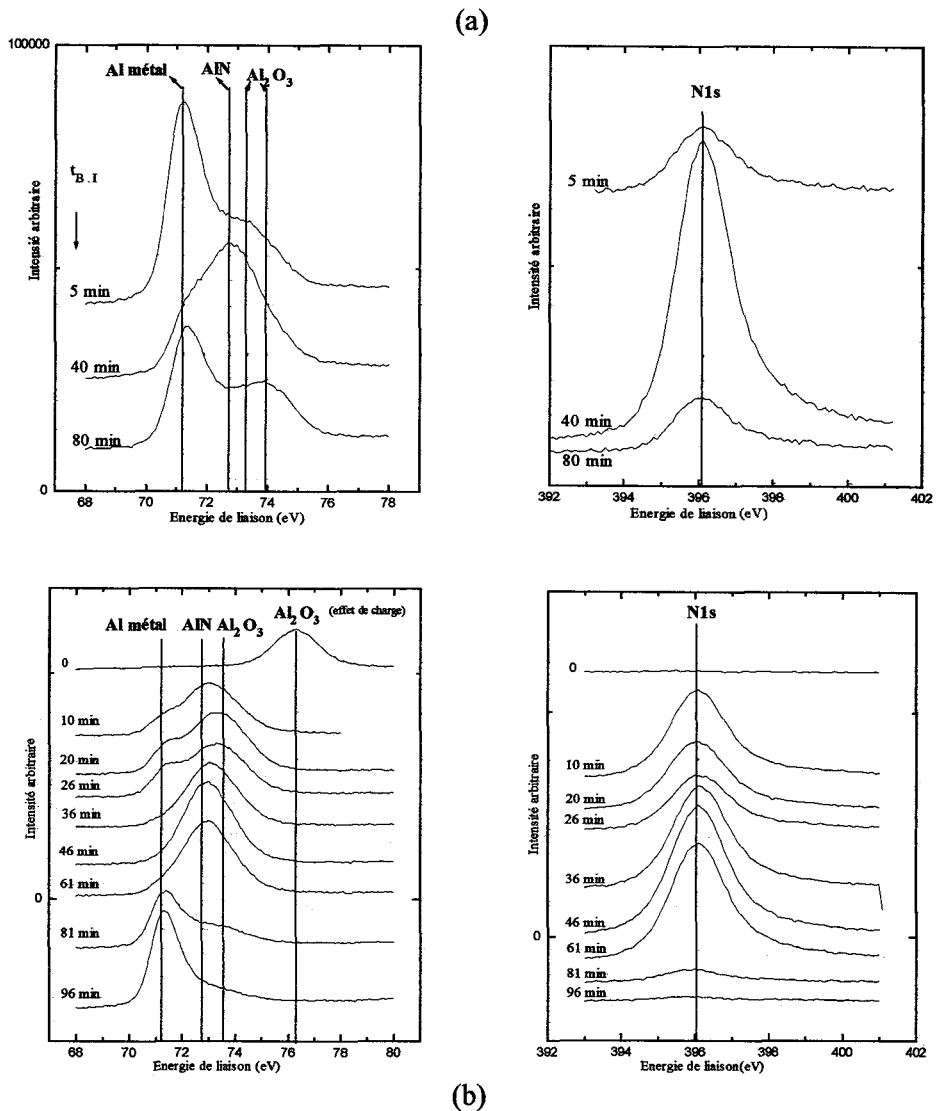 (a)
100000
Al métal
AlN
Al2O3
tB.I
5 min
40 min
80 min
0
Intensié arbitraire
68 70 72 74 76 78
Energie de liaison (eV)
N1s
5 min
40 min
80 min
Intensité arbitraire
392 394 396 398 400 402
Energie de liaison (eV)
Al2O3 (effet de charge)
Al métal AlN Al2O3
0
10 min
20 min
26 min
36 min
46 min
61 min
0
81 min
96 min
Intensité arbitraire
68 70 72 74 76 78 80
Energie de liaison (eV)
N1s
0
10 min
20 min
26 min
36 min
46 min
0
61 min
81 min
96 min
Intensité arbitraire
392 394 396 398 400 402
Energie de liaison(eV)
(b)